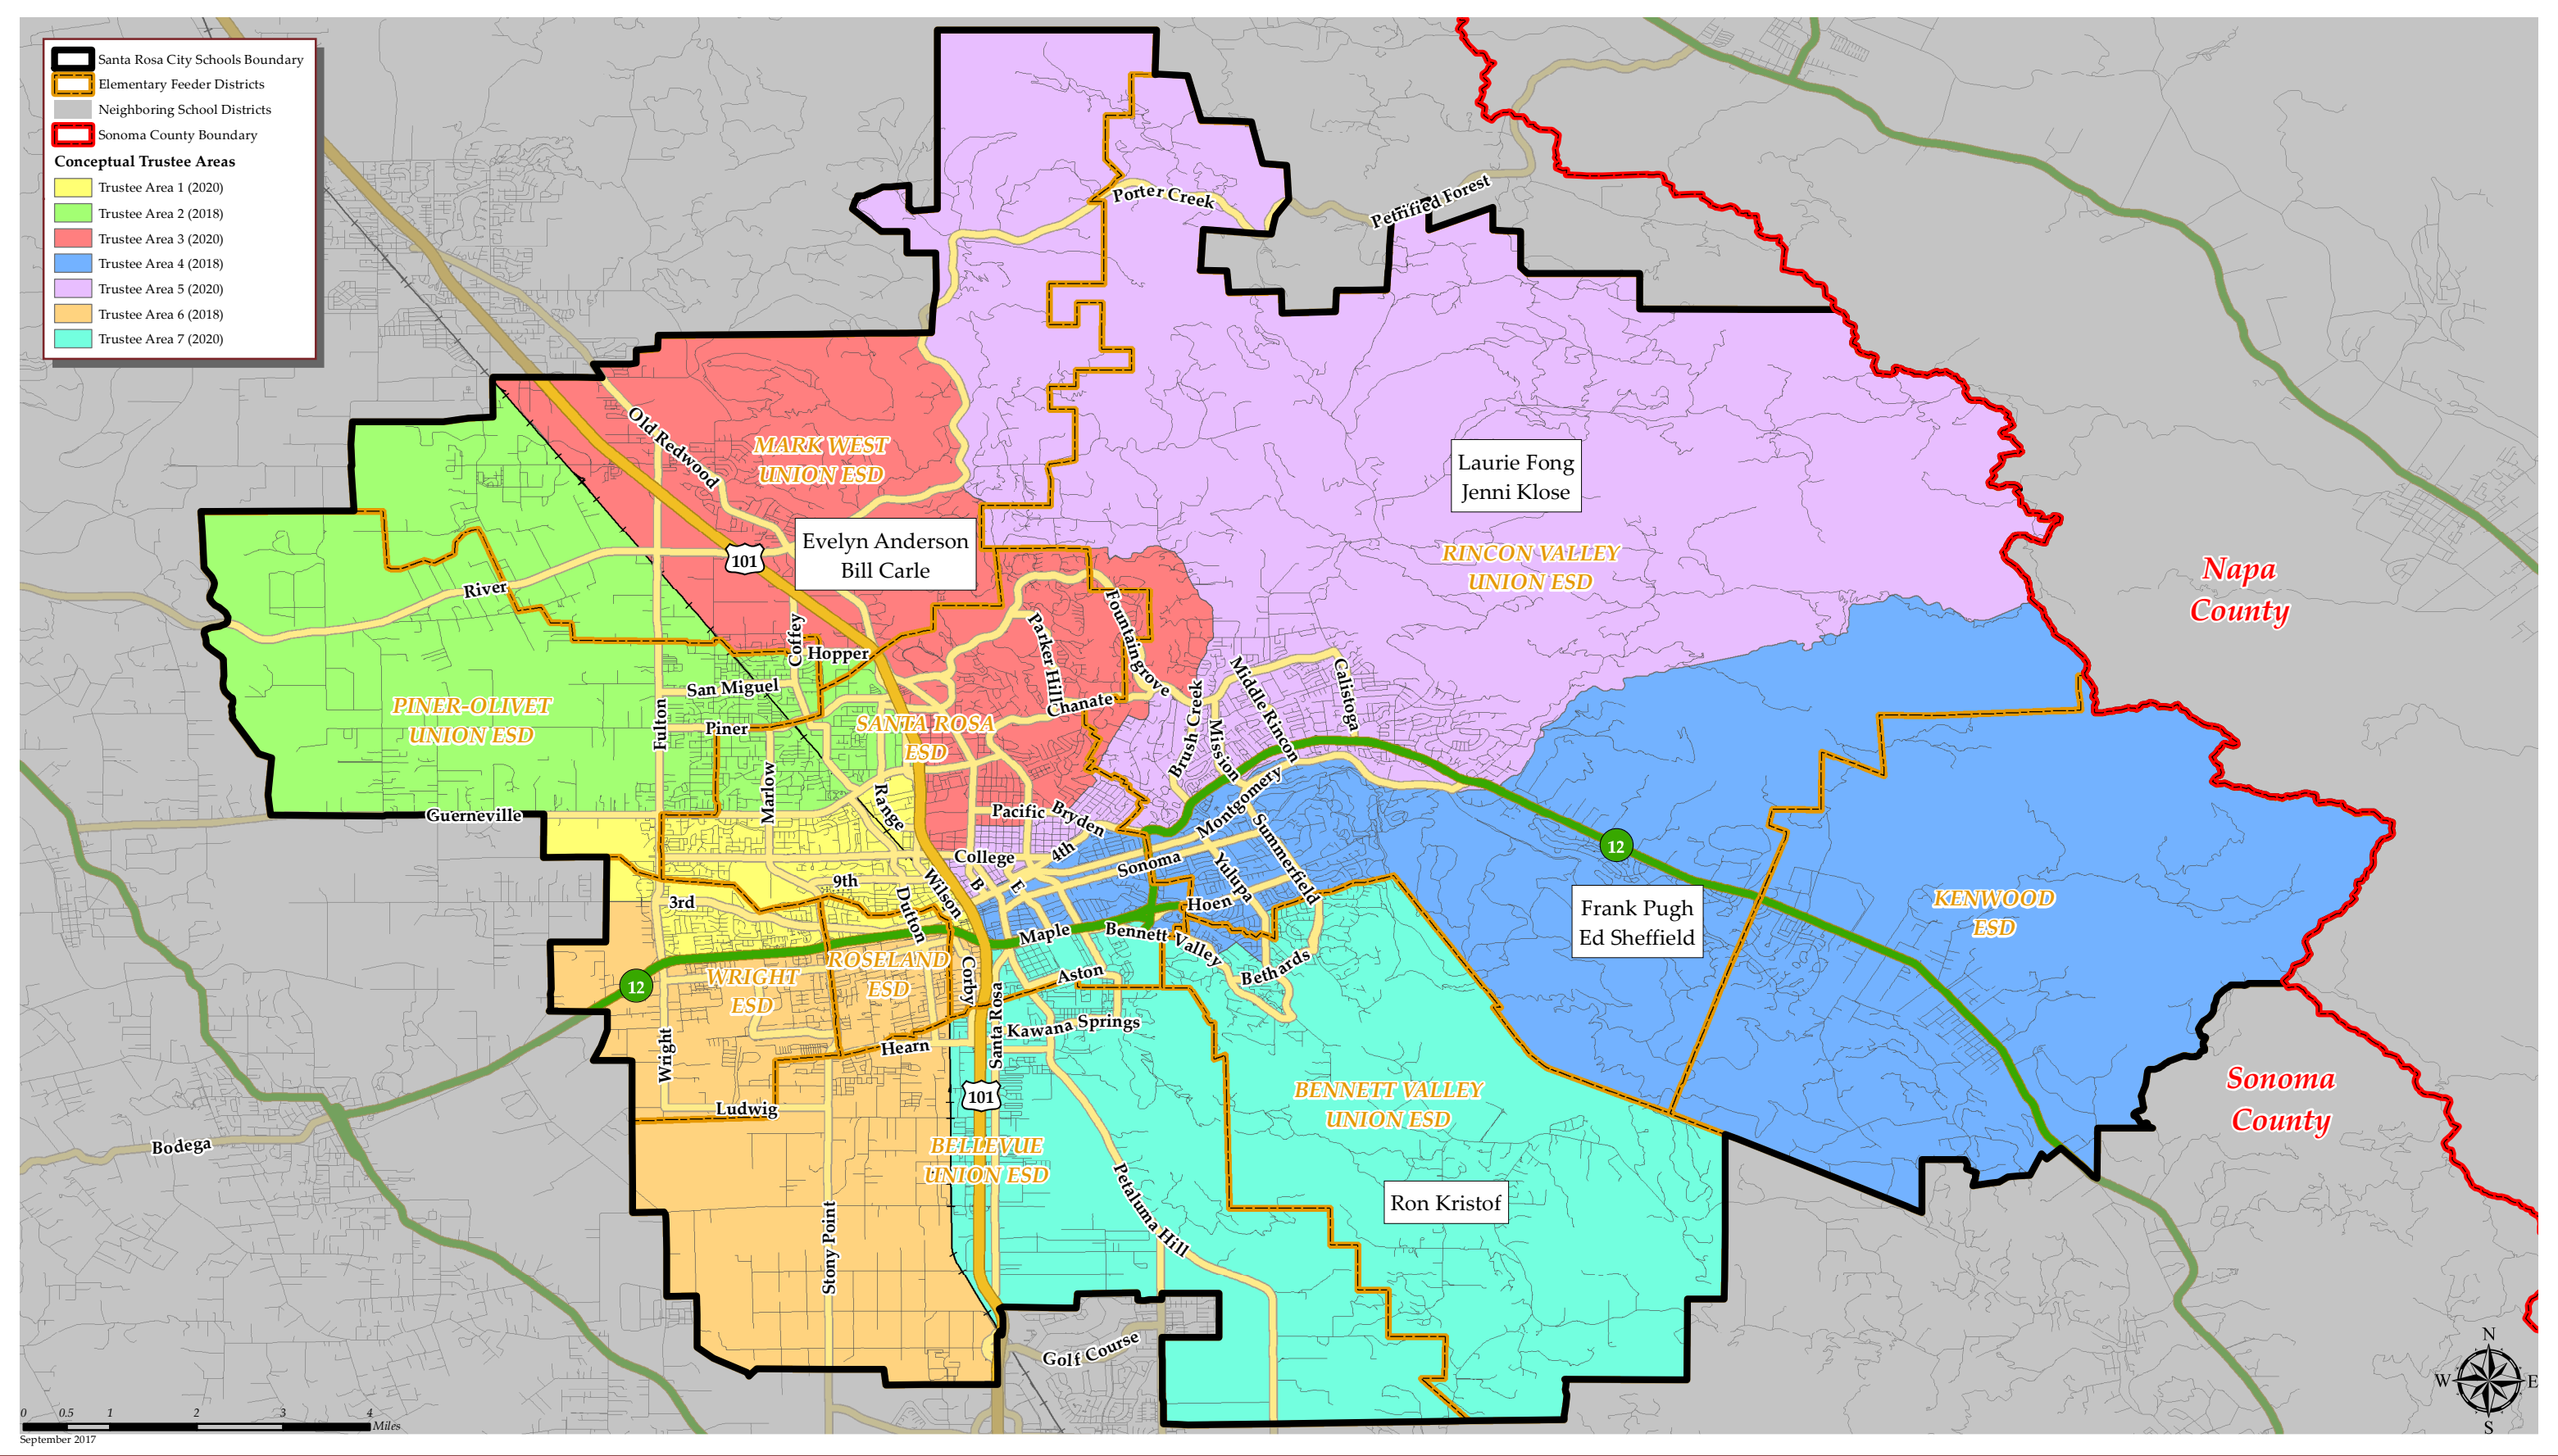 Santa Rosa City Schools Boundary
Elementary Feeder Districts
Neighboring School Districts
Sonoma County Boundary
Conceptual Trustee Areas
Trustee Area 1 (2020)
Trustee Area 2 (2018)
Trustee Area 3 (2020)
Trustee Area 4 (2018)
Trustee Area 5 (2020)
Trustee Area 6 (2018)
Trustee Area 7 (2020)
Porter Creek
Petrified Forest
Old Redwood
MARK WEST
UNION ESD
Laurie Fong
Jenni Klose
Evelyn Anderson
Bill Carle
101
RINCON VALLEY
UNION ESD
Napa
County
River
Coffey
Hopper
Parker Hill
Fountaingrove
Middle Rincon
Calistoga
San Miguel
PINER-OLIVET
UNION ESD
Fulton
Piner
SANTA ROSA
ESD
Chanate
Brush Creek
Mission
Marlow
Range
Guerneville
Pacific
Bryden
Montgomery
Summerfield
College
4th
Sonoma
Yulupa
12
9th
Wilson
B
E
3rd
Dutton
Hoen
Frank Pugh
Ed Sheffield
KENWOOD
ESD
Maple
Bennett Valley
ROSELAND
ESD
WRIGHT
ESD
12
Corby
Aston
Bethards
Santa Rosa
Kawana Springs
Hearn
Wright
101
Ludwig
BENNETT VALLEY
UNION ESD
Sonoma
County
Bodega
BELLEVUE
UNION ESD
Stony Point
Petaluma Hill
Ron Kristof
Golf Course
N
W
E
S
0 0.5 1 2 3 4
Miles
September 2017